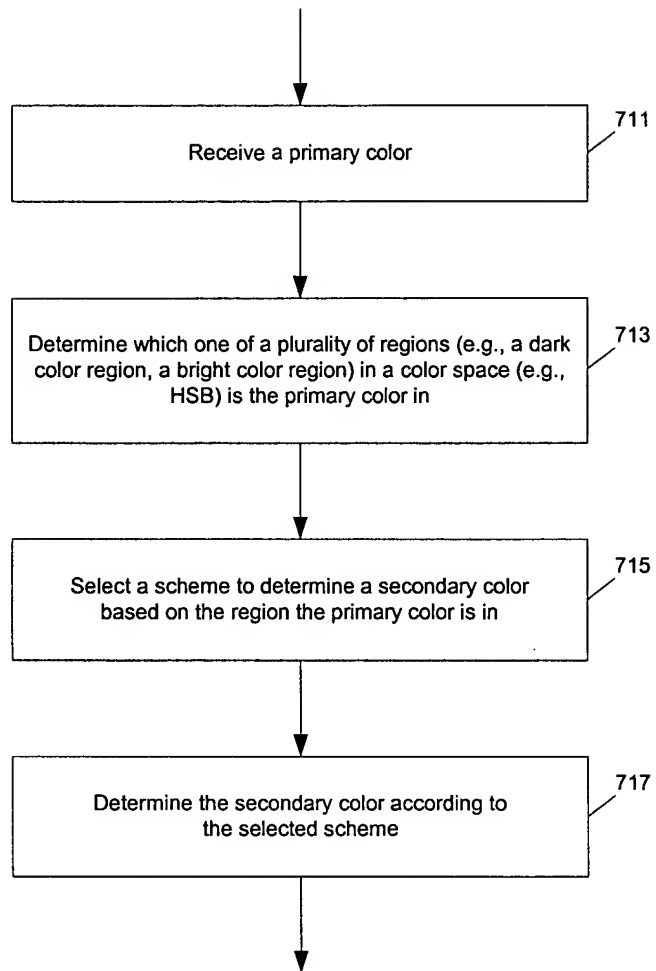 711
Receive a primary color
713
Determine which one of a plurality of regions (e.g., a dark
color region, a bright color region) in a color space (e.g.,
HSB) is the primary color in
715
Select a scheme to determine a secondary color
based on the region the primary color is in
717
Determine the secondary color according to
the selected scheme